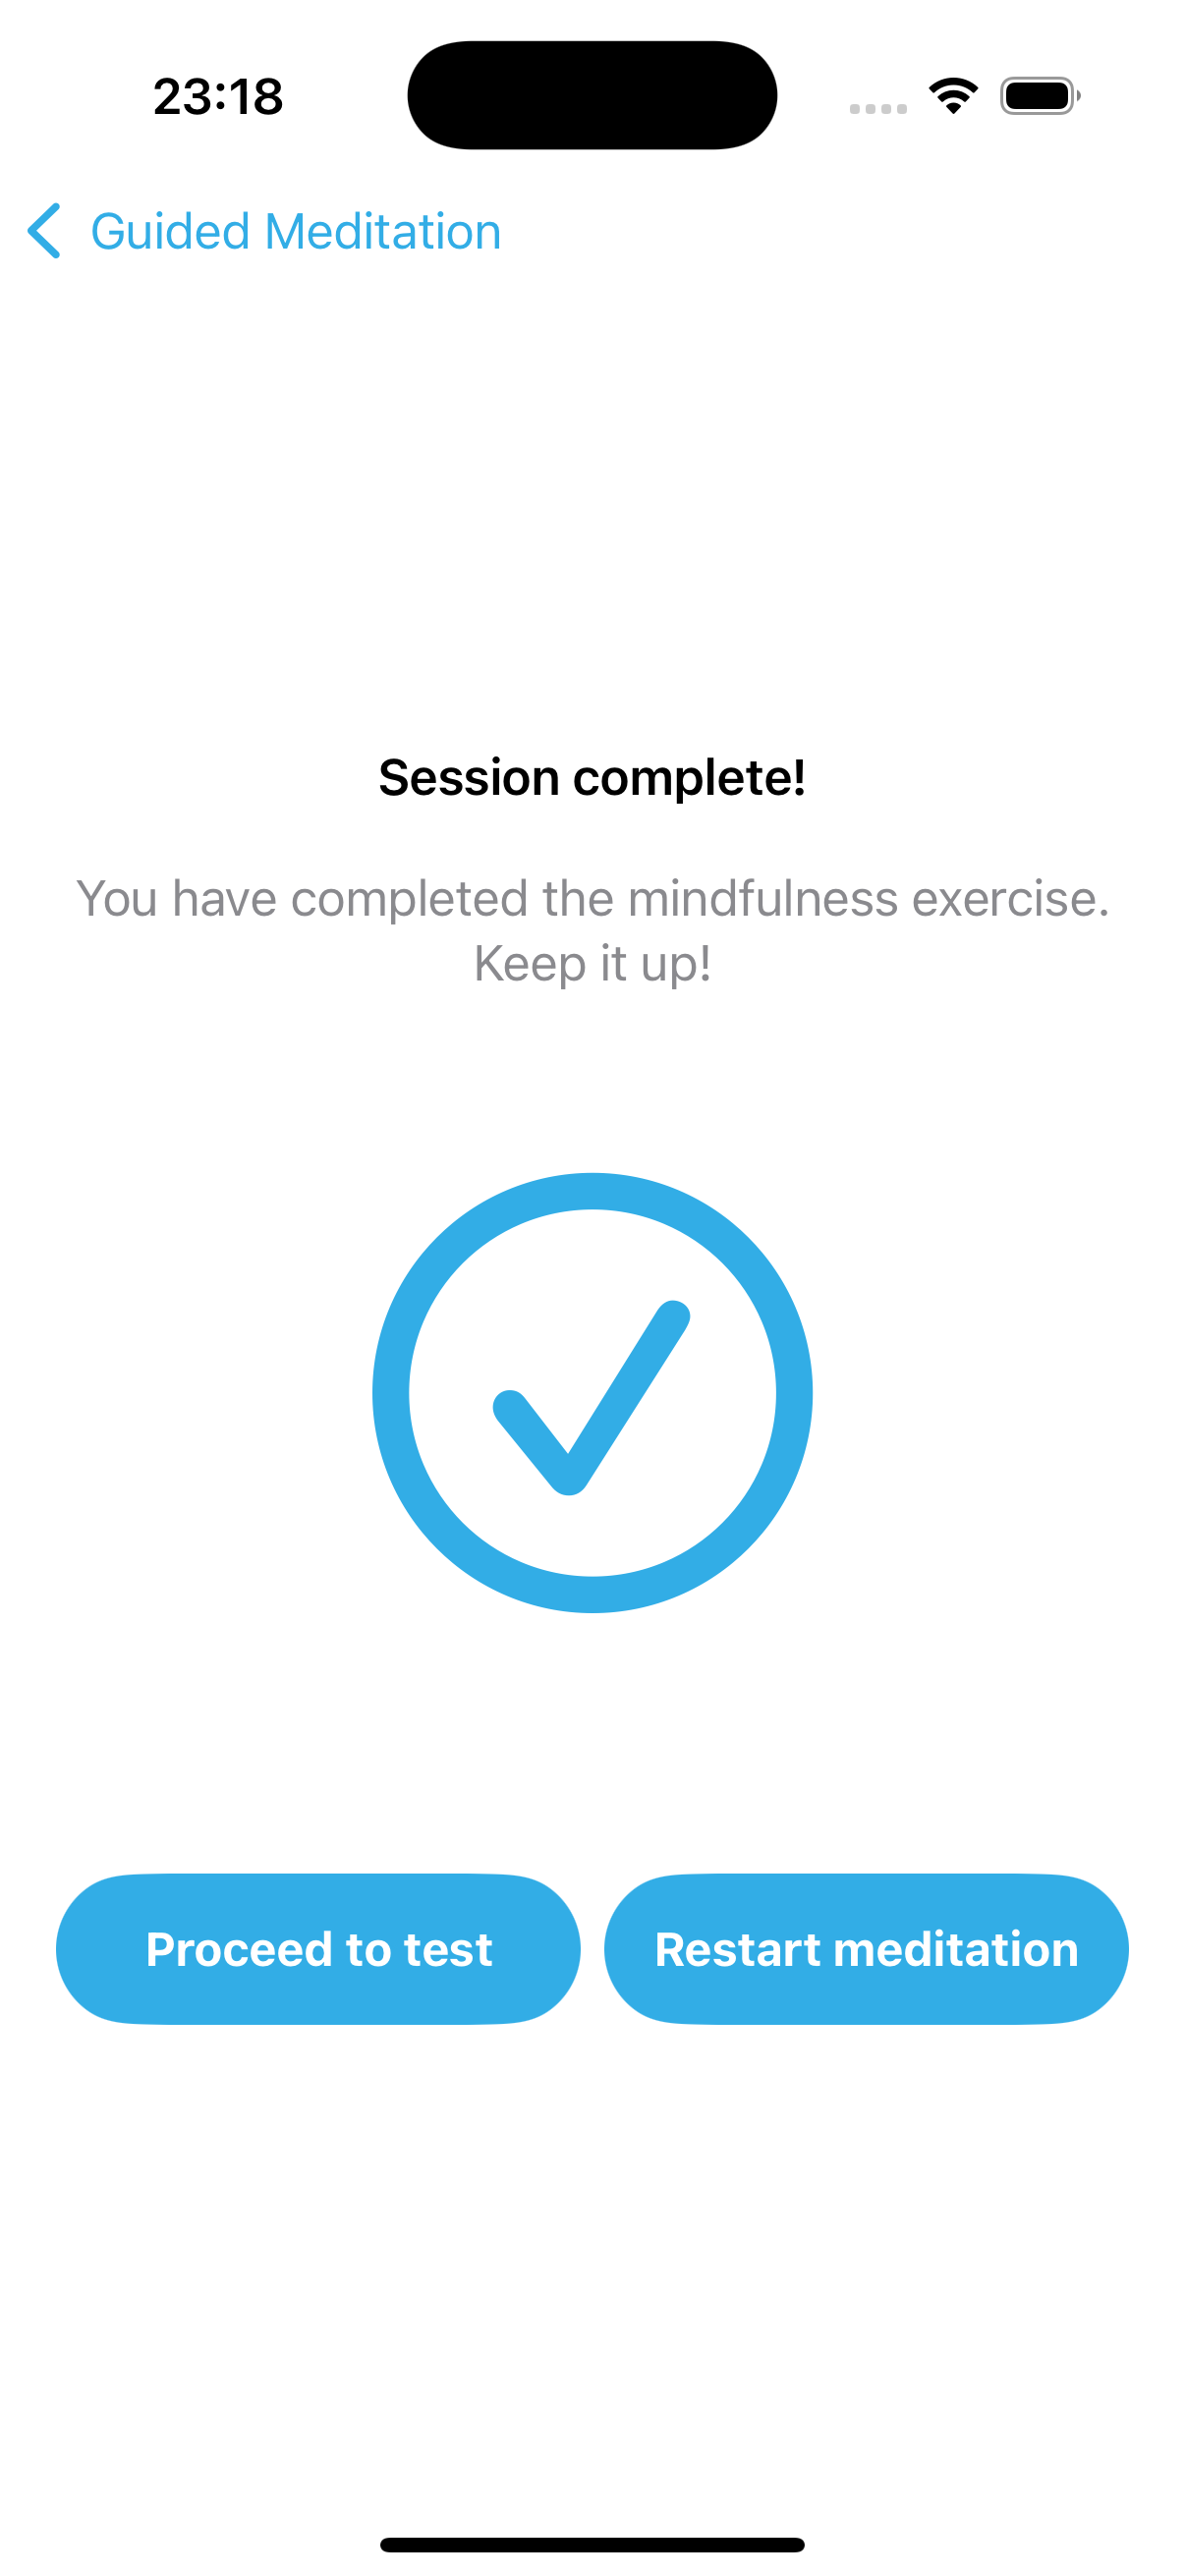 23:18
Guided Meditation
Session complete!
You have completed the mindfulness exercise.
Keep it up!
Proceed to test
Restart meditation